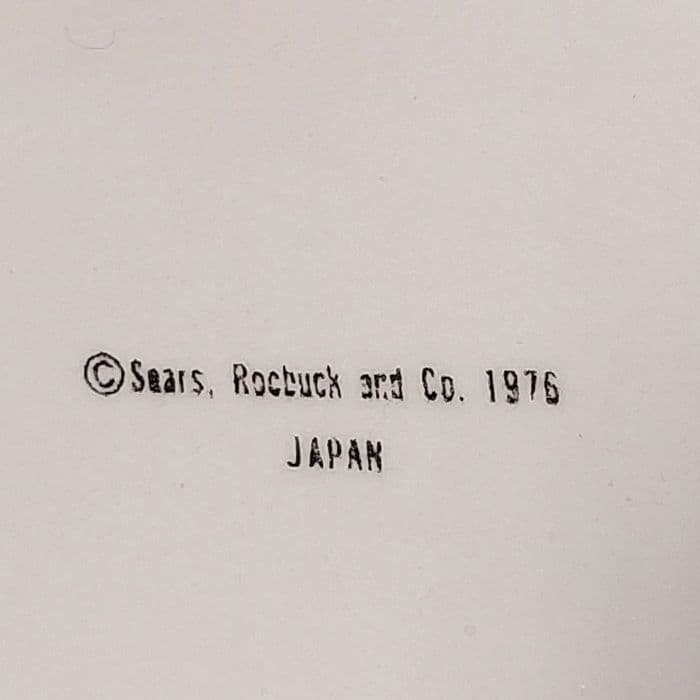 ©Sears, Roebuck and Co. 1976
JAPAN